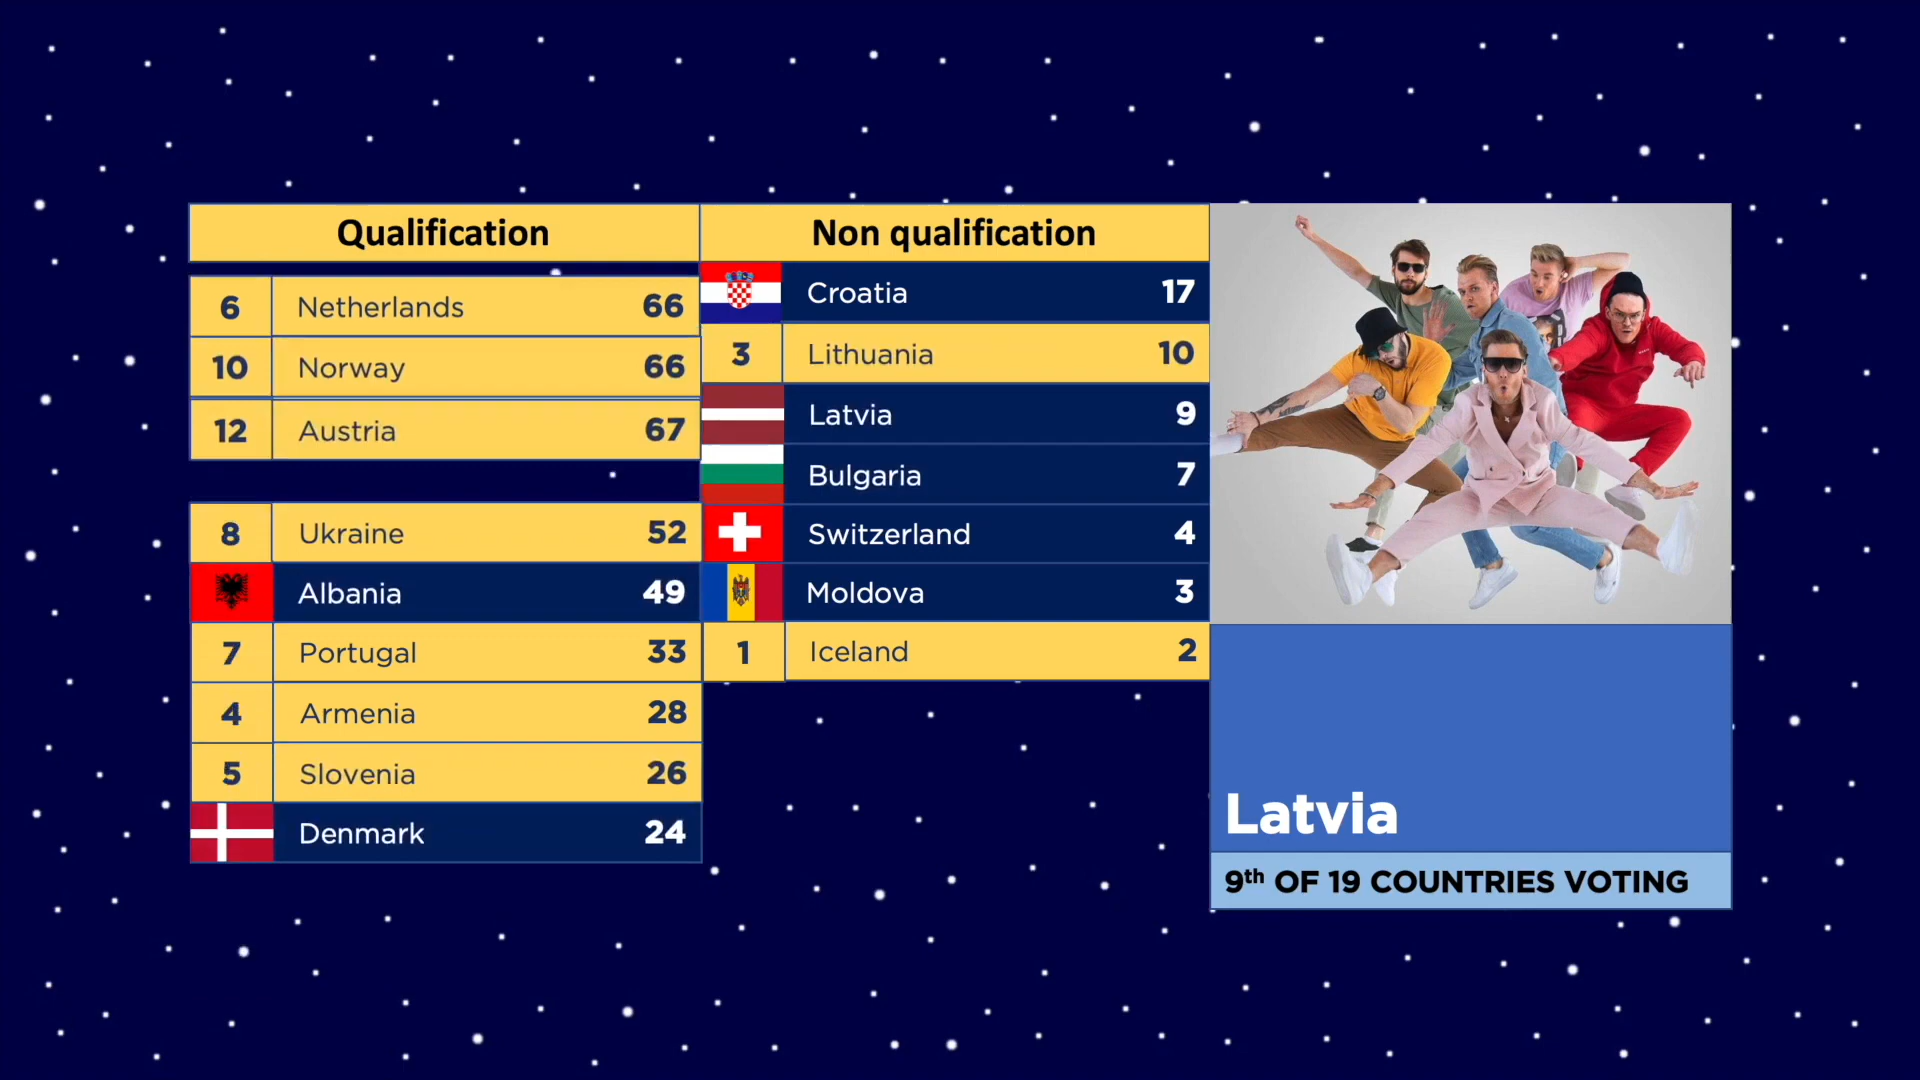 Qualification
6 Netherlands 66
10 Norway 66
12 Austria 67
8 Ukraine 52
Albania 49
7 Portugal 33
4 Armenia 28
5 Slovenia 26
Denmark 24
Non qualification
Croatia 17
3 Lithuania 10
Latvia 9
Bulgaria 7
Switzerland 4
Moldova 3
1 Iceland 2
Latvia
9th OF 19 COUNTRIES VOTING